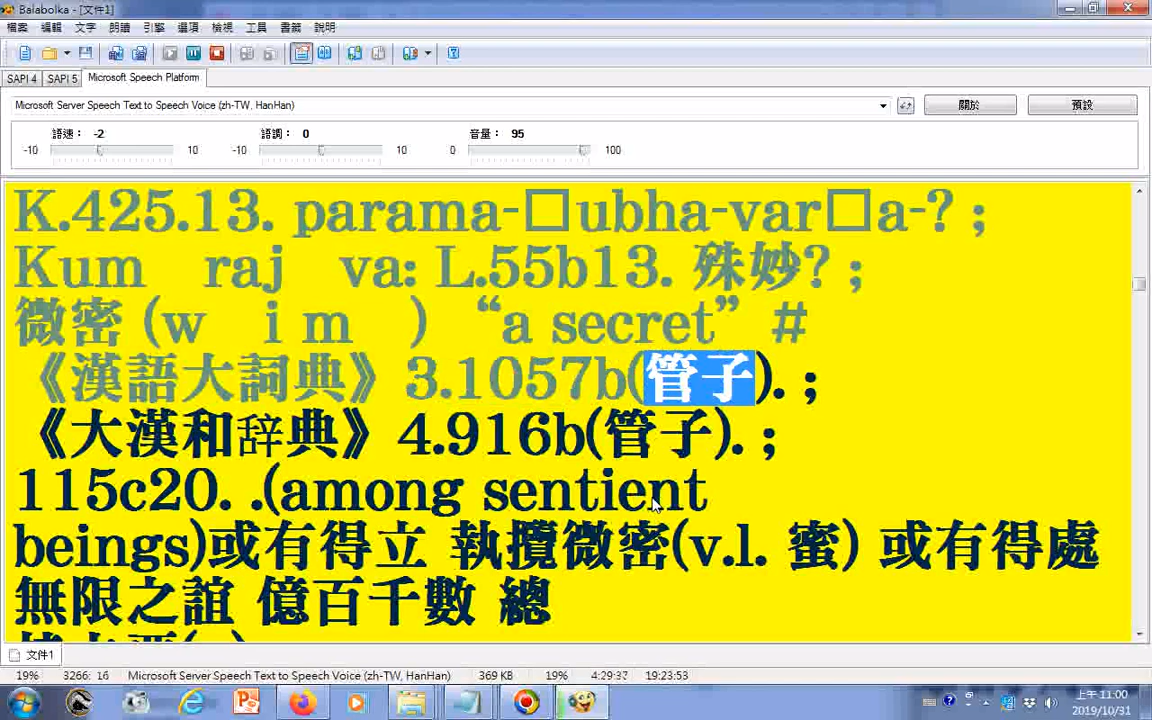 Balabolka - [文件1]
檔案 編輯 文字 朗讀 引擎 選項 檢視 工具 書籤 說明
SAPI 4 SAPI 5 Microsoft Speech Platform
Microsoft Server Speech Text to Speech Voice (zh-TW, HanHan) 關於 預設
語速： -2 語調： 0 音量： 95
-10 10 -10 10 0 100
K.425.13. parama-□ubha-var□a-? ;
Kum raj va: L.55b13. 殊妙? ;
微密 (w i m ) “a secret” #
《漢語大詞典》 3.1057b(管子). ;
《大漢和辞典》 4.916b(管子). ;
115c20. .(among sentient
beings)或有得立 執攬微密(v.l. 蜜) 或有得處
無限之誼 億百千數 總
文件1
19% 3266: 16 Microsoft Server Speech Text to Speech Voice (zh-TW, HanHan) 369 KB 19% 4:29:37 19:23:53
上午 11:00
2019/10/31